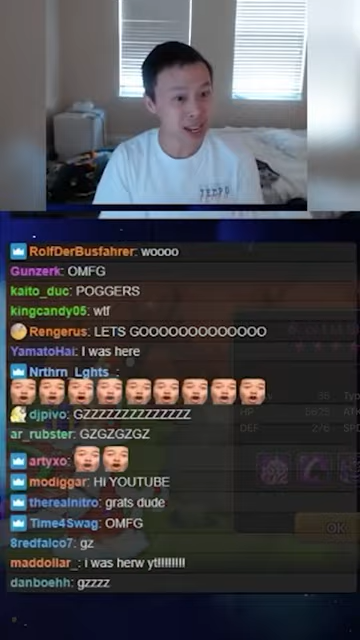 RolfDerBusfahrer: woooo
Gunzerk: OMFG
kaito_duc: POGGERS
kingcandy05: wtf
Rengerus: LETS GOOOOOOOOOOOOO
YamatoHai: I was here
Nrthrn_Lghts_:
djpivo: GZZZZZZZZZZZZZZ
ar_rubster: GZGZGZGZ
artyxo:
modiggar: HI YOUTUBE
therealnitro: grats dude
Time4Swag: OMFG
8redfalco7: gz
maddollar_: i was herw yt!!!!!!!!!
danboehh: gzzzz
HP
DEF
OK